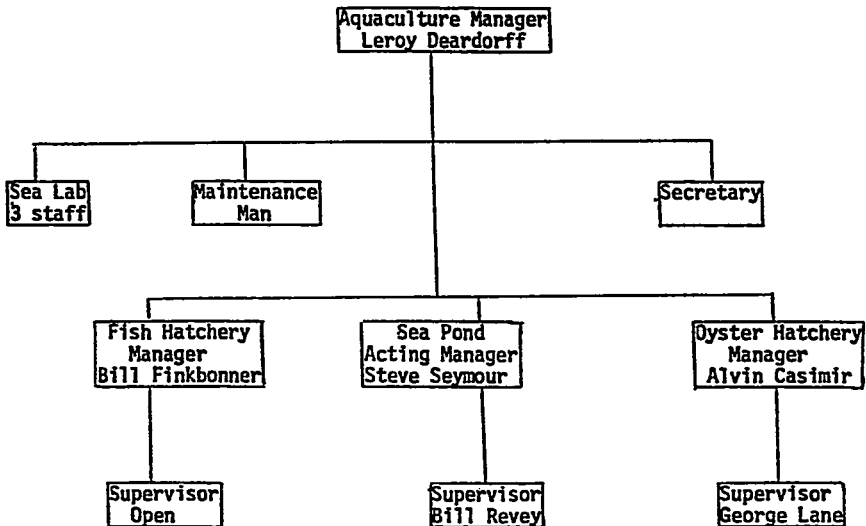 Aquaculture Manager
Leroy Deardorff
Sea Lab
3 staff
Maintenance
Man
Secretary
Fish Hatchery
Manager
Bill Finkbonner
Sea Pond
Acting Manager
Steve Seymour
Oyster Hatchery
Manager
Alvin Casimir
Supervisor
Open
Supervisor
Bill Revey
Supervisor
George Lane